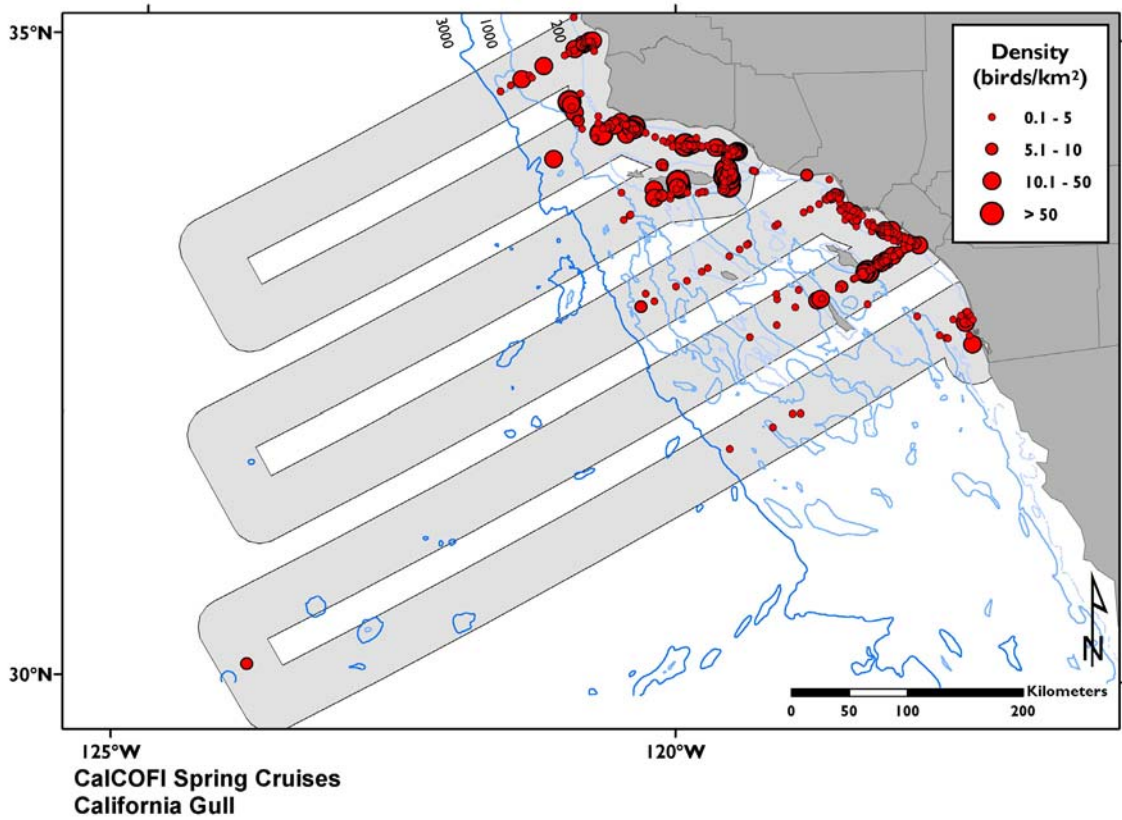 35°N
3000
1000
200
Density
(birds/km²)
0.1 - 5
5.1 - 10
10.1 - 50
> 50
N
30°N
Kilometers
0 50 100 200
125°W
120°W
CalCOFI Spring Cruises
California Gull